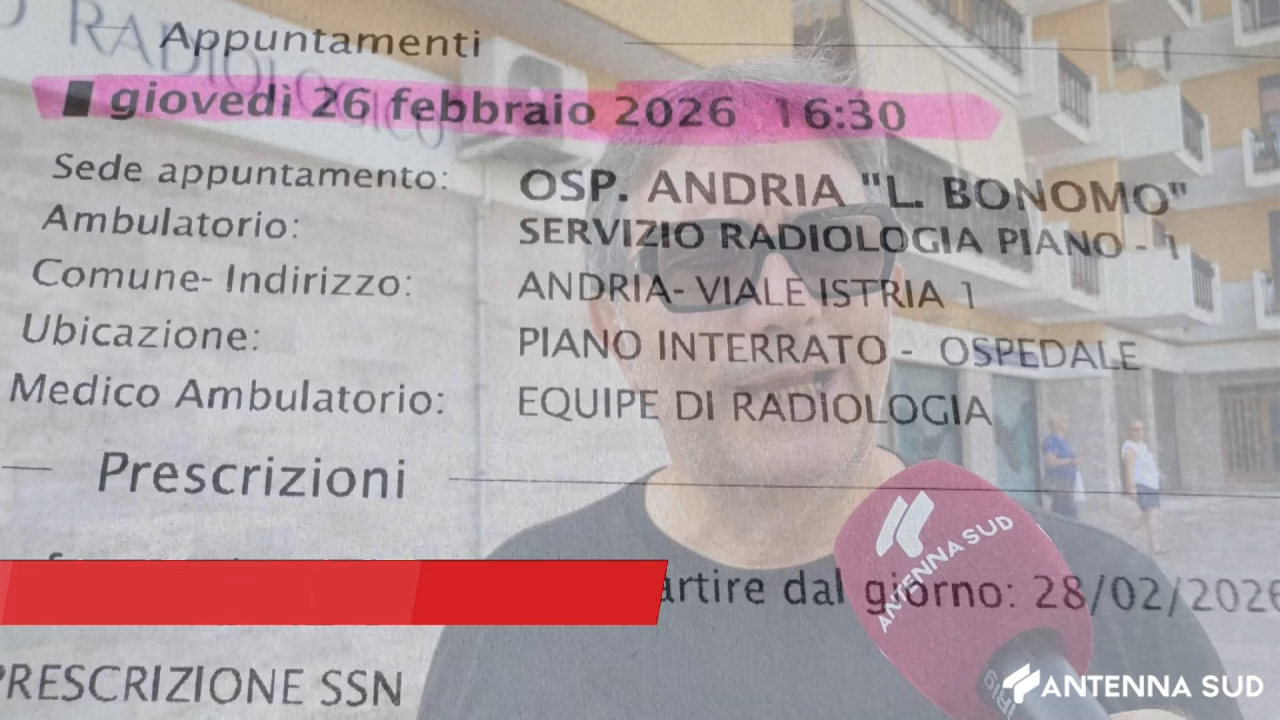 RADIOLOGICO
Appuntamenti
giovedì 26 febbraio 2026 16:30
Sede appuntamento: OSP. ANDRIA "L. BONOMO"
Ambulatorio: SERVIZIO RADIOLOGIA PIANO - 1
Comune- Indirizzo: ANDRIA- VIALE ISTRIA 1
Ubicazione: PIANO INTERRATO - OSPEDALE
Medico Ambulatorio: EQUIPE DI RADIOLOGIA
Prescrizioni
ANTENNA SUD
artire dal giorno: 28/02/2026
PRESCRIZIONE SSN
iRig
ANTENNA SUD